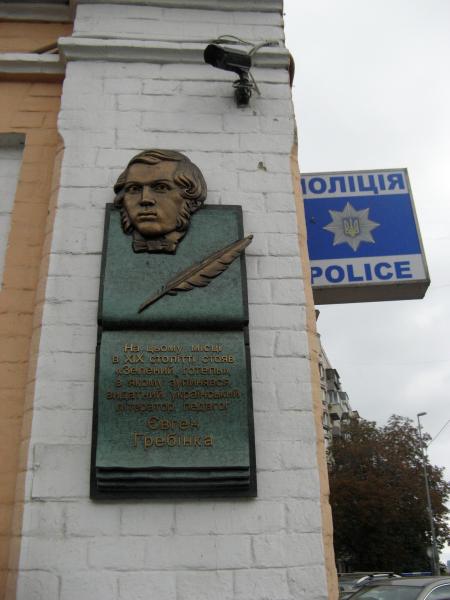 ПОЛІЦІЯ
POLICE
На цьому місці
в XIX столітті стояв
«Зелений готель»,
в якому зупинявся
видатний український
літератор, педагог
Євген
Гребінка